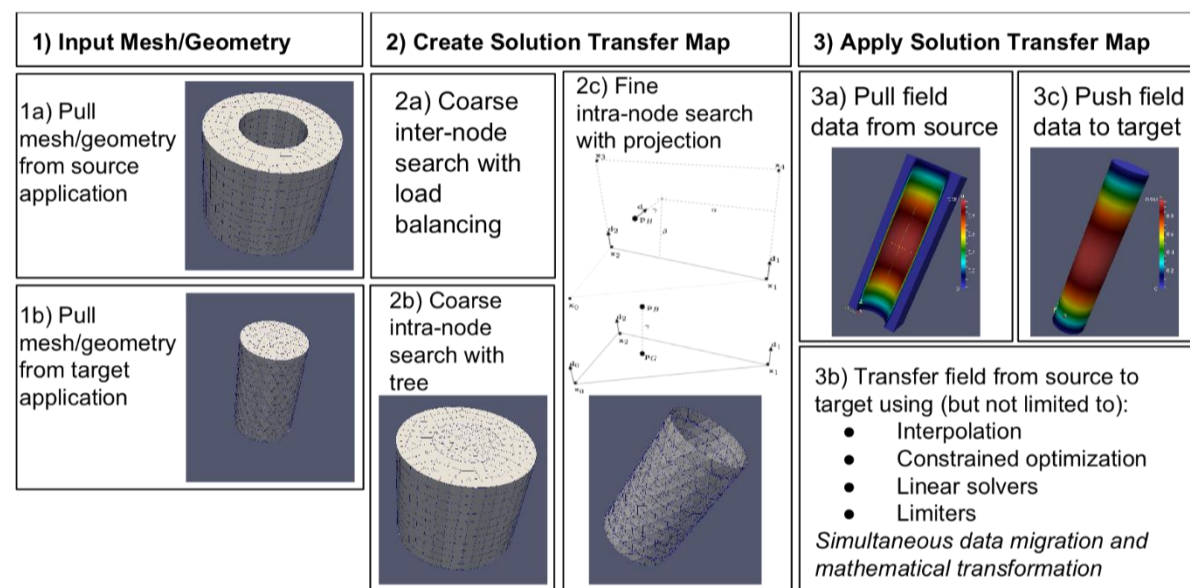 1) Input Mesh/Geometry
1a) Pull
mesh/geometry
from source
application
1b) Pull
mesh/geometry
from target
application
2) Create Solution Transfer Map
2a) Coarse
inter-node
search with
load
balancing
2b) Coarse
intra-node
search with
tree
2c) Fine
intra-node search
with projection
3) Apply Solution Transfer Map
3a) Pull field
data from source
3c) Push field
data to target
3b) Transfer field from source to
target using (but not limited to):
● Interpolation
● Constrained optimization
● Linear solvers
● Limiters
Simultaneous data migration and
mathematical transformation